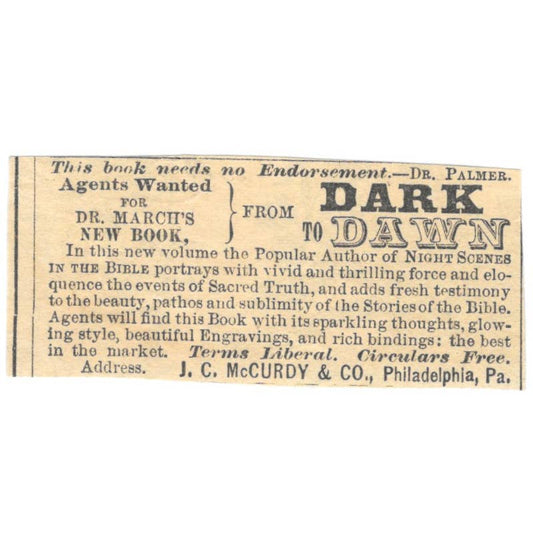 This book needs no Endorsement.—DR. PALMER.
Agents Wanted
FOR
DR. MARCH'S
NEW BOOK,
} FROM DARK
TO DAWN
In this new volume the Popular Author of NIGHT SCENES
IN THE BIBLE portrays with vivid and thrilling force and elo-
quence the events of Sacred Truth, and adds fresh testimony
to the beauty, pathos and sublimity of the Stories of the Bible.
Agents will find this Book with its sparkling thoughts, glow-
ing style, beautiful Engravings, and rich bindings: the best
in the market. Terms Liberal. Circulars Free.
Address. J. C. McCURDY & CO., Philadelphia, Pa.